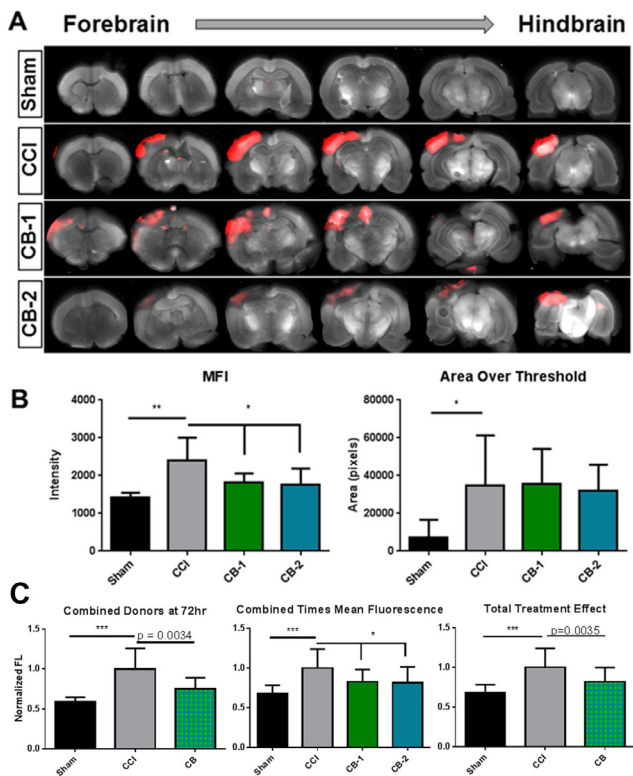 A Forebrain Hindbrain
Sham
CCI
CB-1
CB-2
B
MFI
Intensity
4000
3000
2000
1000
0
**
*
Sham
CCI
CB-1
CB-2
Area Over Threshold
Area (pixels)
80000
60000
40000
20000
0
*
Sham
CCI
CB-1
CB-2
C
Combined Donors at 72hr
Normalized FL
1.5
1.0
0.5
0.0
***
p = 0.0034
Sham
CCI
CB
Combined Times Mean Fluorescence
1.5
1.0
0.5
0.0
***
*
Sham
CCI
CB-1
CB-2
Total Treatment Effect
1.5
1.0
0.5
0.0
***
p=0.0035
Sham
CCI
CB